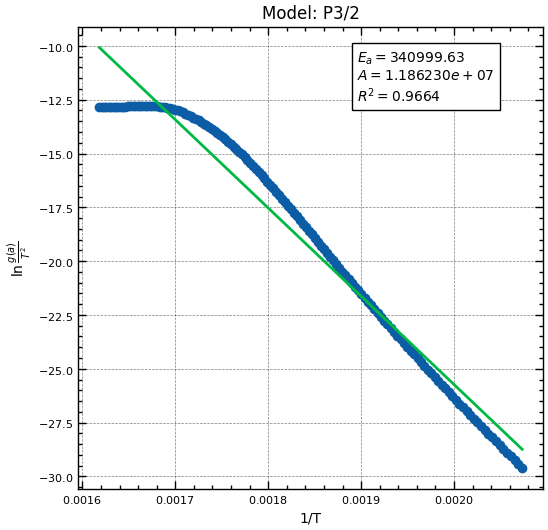 Model: P3/2
E_a = 340999.63
A = 1.186230e + 07
R² = 0.9664
−10.0
−12.5
−15.0
−17.5
−20.0
−22.5
−25.0
−27.5
−30.0
ln g(a)/T²
0.0016 0.0017 0.0018 0.0019 0.0020
1/T